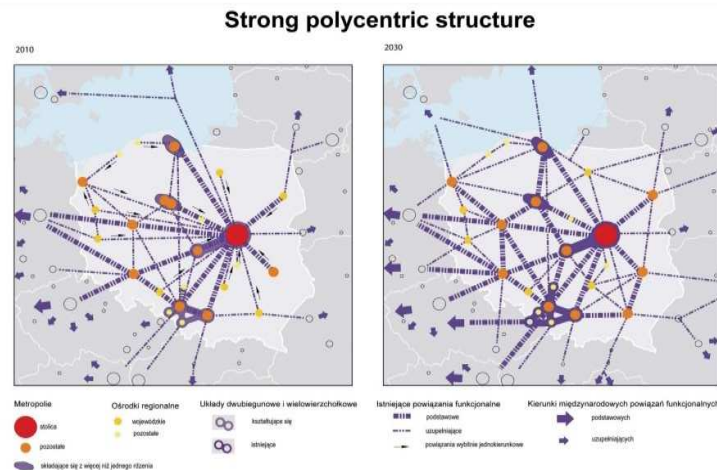 Strong polycentric structure
2010
2030
Metropolie
stolica
pozostałe
składające się z więcej niż jednego rdzenia
Ośrodki regionalne
wojewódzkie
pozostałe
Układy dwubiegunowe i wielowierzchołkowe
kształtujące się
istniejące
Istniejące powiązania funkcjonalne
podstawowe
uzupełniające
powiązania wybitnie jednokierunkowe
Kierunki międzynarodowych powiązań funkcjonalnych
podstawowych
uzupełniających